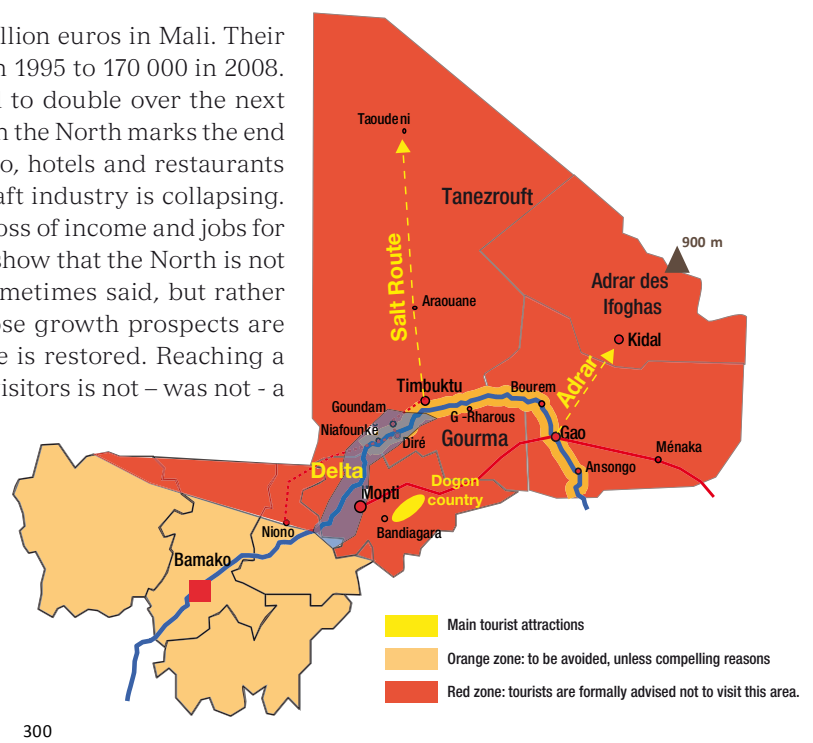 llion euros in Mali. Their
n 1995 to 170 000 in 2008.
to double over the next
n the North marks the end
o, hotels and restaurants
aft industry is collapsing.
oss of income and jobs for
show that the North is not
metimes said, but rather
ose growth prospects are
e is restored. Reaching a
isitors is not – was not - a
Taoudeni
Tanezrouft
900 m
Adrar des
Ifoghas
Salt Route
Araouane
Kidal
Adrar
Timbuktu
Bourem
Goundam
G -Rharous
Niafounké
Diré
Gourma
Gao
Ménaka
Ansongo
Delta
Dogon
country
Mopti
Niono
Bandiagara
Bamako
Main tourist attractions
Orange zone: to be avoided, unless compelling reasons
Red zone: tourists are formally advised not to visit this area.
300